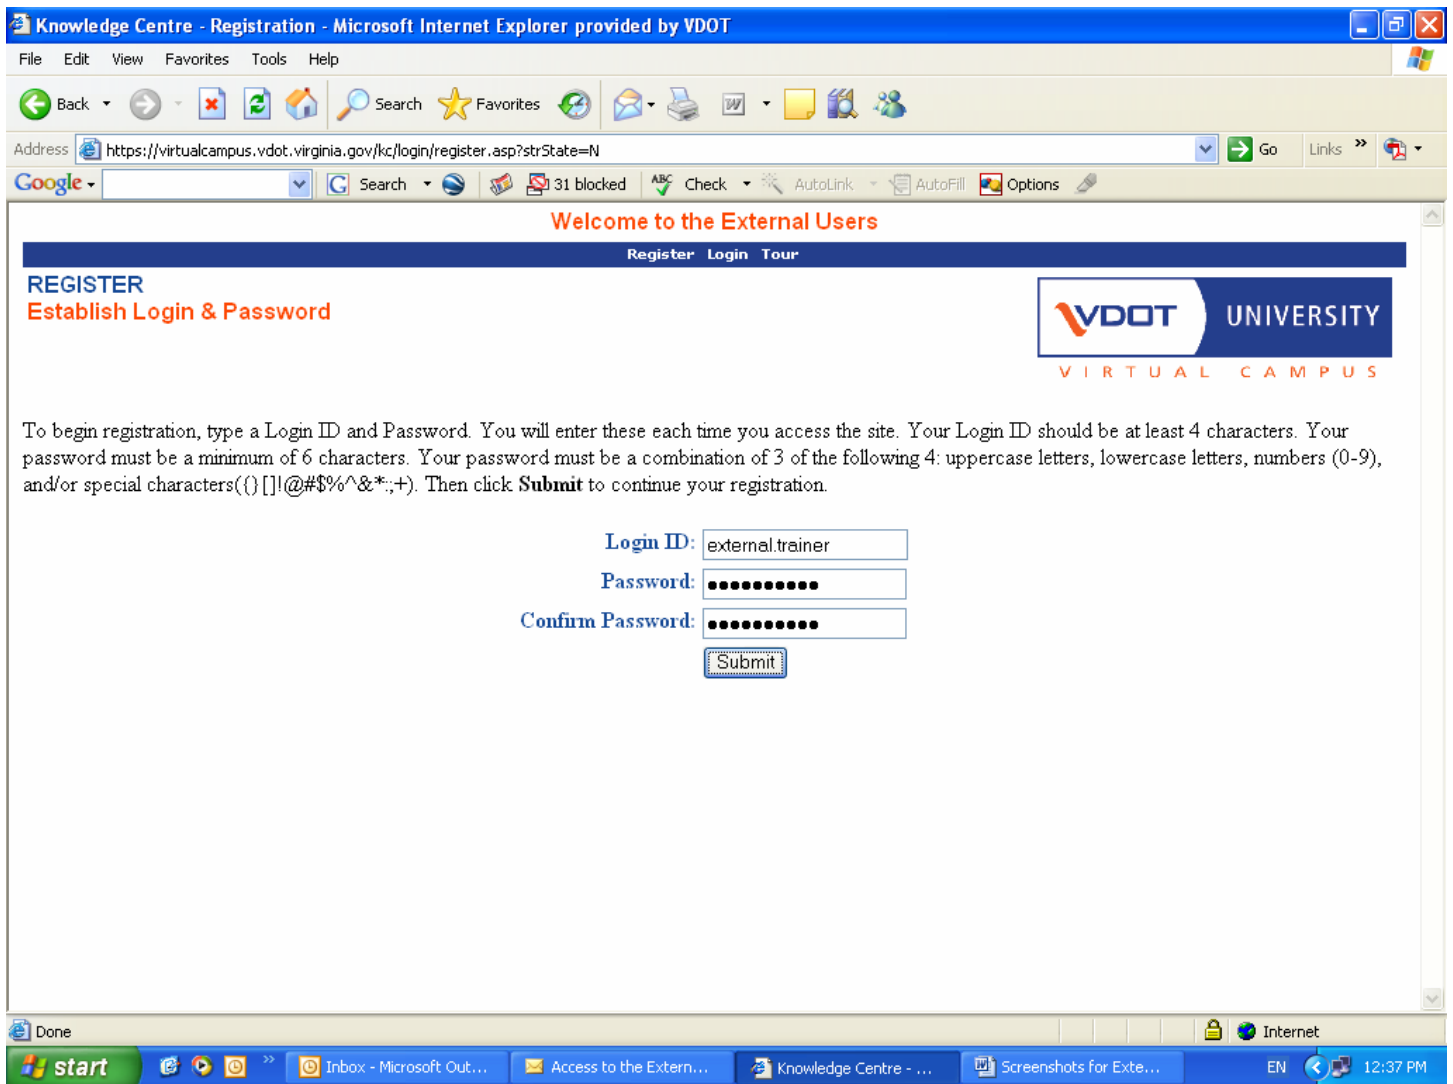 Knowledge Centre - Registration - Microsoft Internet Explorer provided by VDOT
File Edit View Favorites Tools Help
Back Search Favorites
Address https://virtualcampus.vdot.virginia.gov/kc/login/register.asp?strState=N Go Links »
Google Search 31 blocked ABC Check AutoLink AutoFill Options
Welcome to the External Users
Register Login Tour
REGISTER
Establish Login & Password
VDOT UNIVERSITY
VIRTUAL CAMPUS
To begin registration, type a Login ID and Password. You will enter these each time you access the site. Your Login ID should be at least 4 characters. Your
password must be a minimum of 6 characters. Your password must be a combination of 3 of the following 4: uppercase letters, lowercase letters, numbers (0-9),
and/or special characters({}[]!@#$%^&*:;+). Then click Submit to continue your registration.
Login ID: external.trainer
Password: ●●●●●●●●●●
Confirm Password: ●●●●●●●●●●
Submit
Done Internet
start » Inbox - Microsoft Out... Access to the Extern... Knowledge Centre - ... Screenshots for Exte... EN 12:37 PM